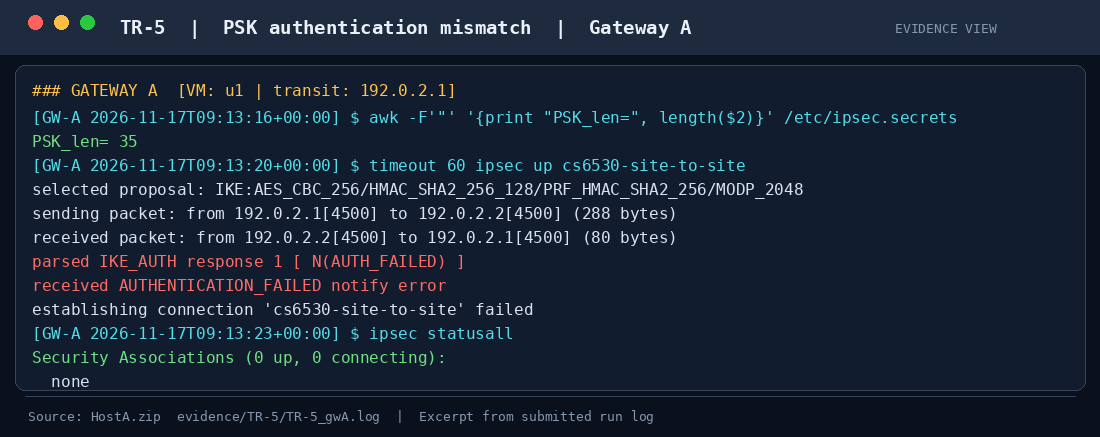 TR-5  |  PSK authentication mismatch  |  Gateway A
EVIDENCE VIEW
### GATEWAY A  [VM: u1 | transit: 192.0.2.1]
[GW-A 2026-11-17T09:13:16+00:00] $ awk -F'"' '{print "PSK_len=", length($2)}' /etc/ipsec.secrets
PSK_len= 35
[GW-A 2026-11-17T09:13:20+00:00] $ timeout 60 ipsec up cs6530-site-to-site
selected proposal: IKE:AES_CBC_256/HMAC_SHA2_256_128/PRF_HMAC_SHA2_256/MODP_2048
sending packet: from 192.0.2.1[4500] to 192.0.2.2[4500] (288 bytes)
received packet: from 192.0.2.2[4500] to 192.0.2.1[4500] (80 bytes)
parsed IKE_AUTH response 1 [ N(AUTH_FAILED) ]
received AUTHENTICATION_FAILED notify error
establishing connection 'cs6530-site-to-site' failed
[GW-A 2026-11-17T09:13:23+00:00] $ ipsec statusall
Security Associations (0 up, 0 connecting):
  none
Source: HostA.zip  evidence/TR-5/TR-5_gwA.log  |  Excerpt from submitted run log